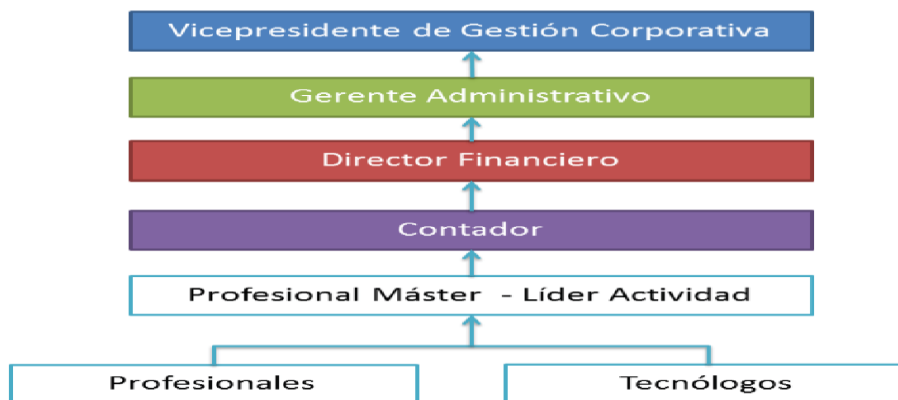 Vicepresidente de Gestión Corporativa
Gerente Administrativo
Director Financiero
Contador
Profesional Máster - Líder Actividad
Profesionales
Tecnólogos